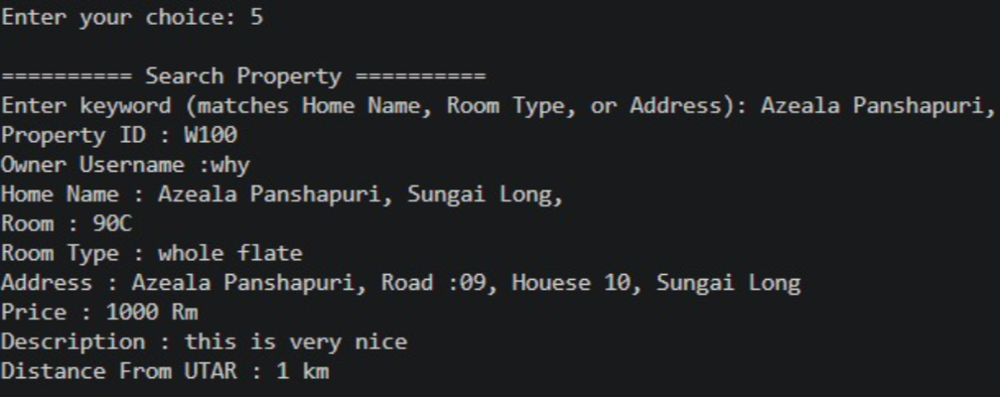 Enter your choice: 5
========== Search Property ==========
Enter keyword (matches Home Name, Room Type, or Address): Azeala Panshapuri,
Property ID : W100
Owner Username :why
Home Name : Azeala Panshapuri, Sungai Long,
Room : 90C
Room Type : whole flate
Address : Azeala Panshapuri, Road :09, Houese 10, Sungai Long
Price : 1000 Rm
Description : this is very nice
Distance From UTAR : 1 km